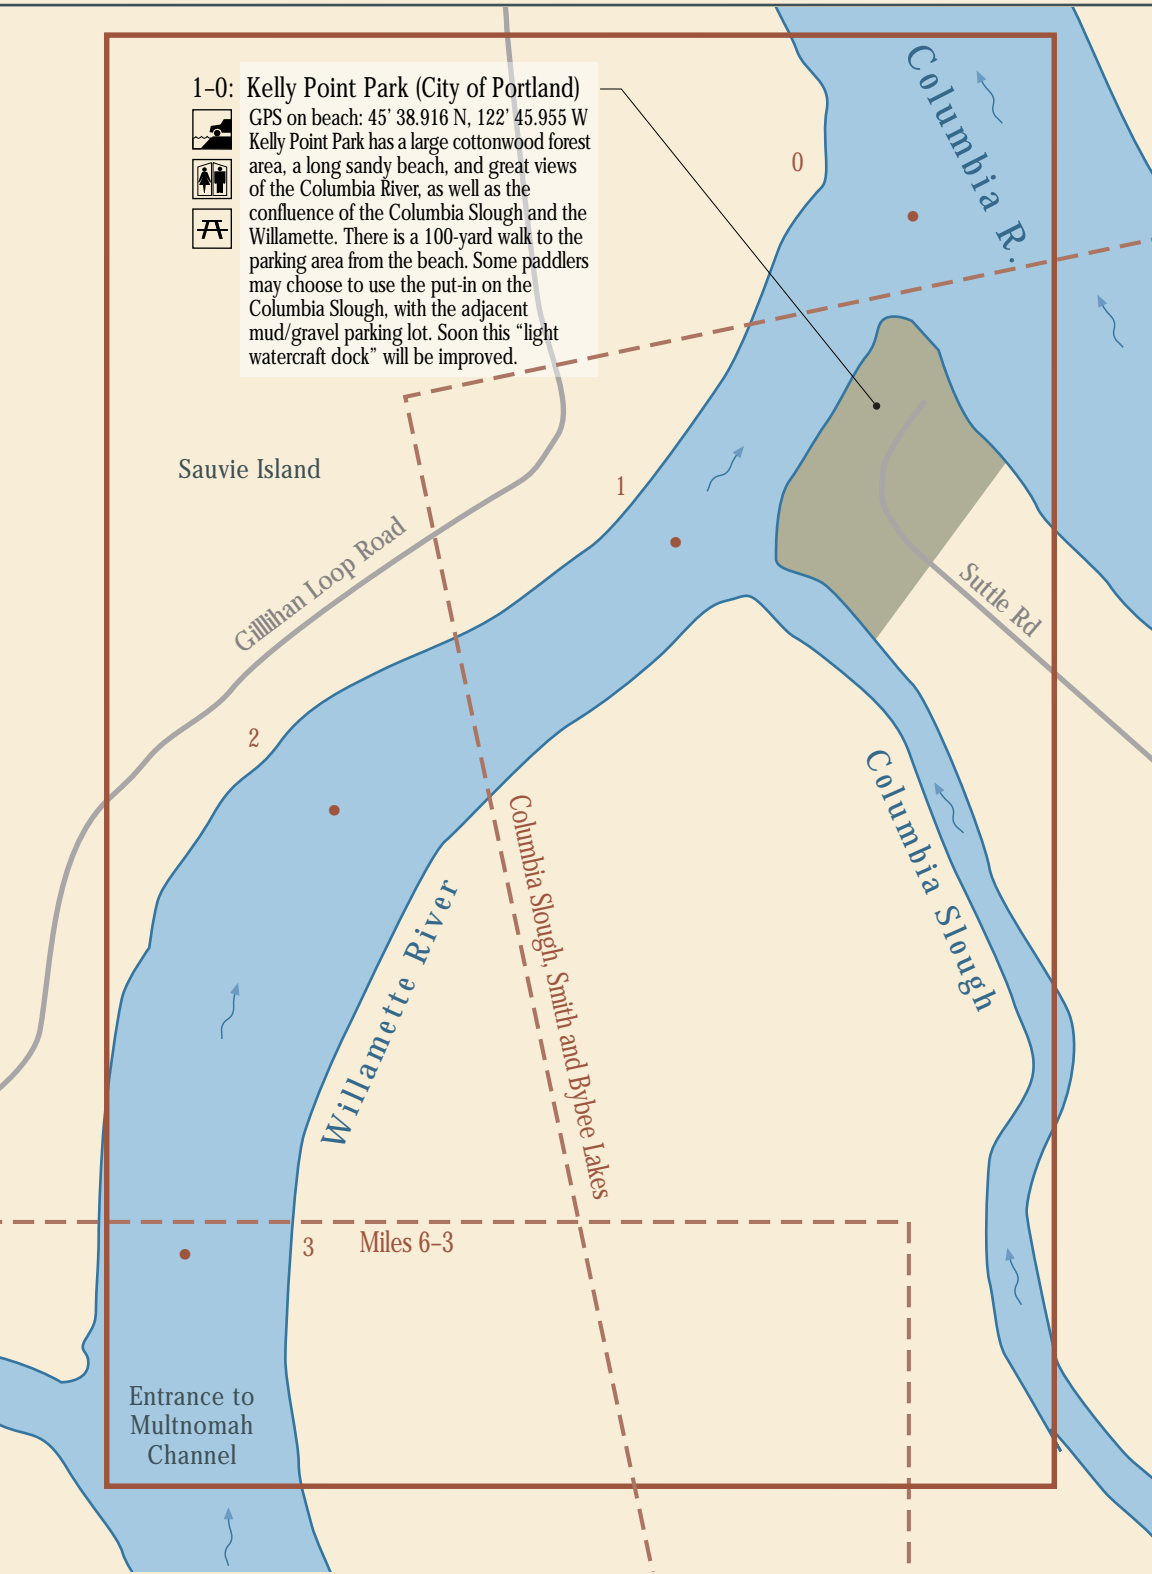 1–0: Kelly Point Park (City of Portland)
GPS on beach: 45’ 38.916 N, 122’ 45.955 W
Kelly Point Park has a large cottonwood forest
area, a long sandy beach, and great views
of the Columbia River, as well as the
confluence of the Columbia Slough and the
Willamette. There is a 100-yard walk to the
parking area from the beach. Some paddlers
may choose to use the put-in on the
Columbia Slough, with the adjacent
mud/gravel parking lot. Soon this “light
watercraft dock” will be improved.
Columbia R.
0
Sauvie Island
1
Gilllihan Loop Road
Suttle Rd
2
Columbia Slough
Columbia Slough, Smith and Bybee Lakes
Willamette River
3
Miles 6–3
Entrance to
Multnomah
Channel